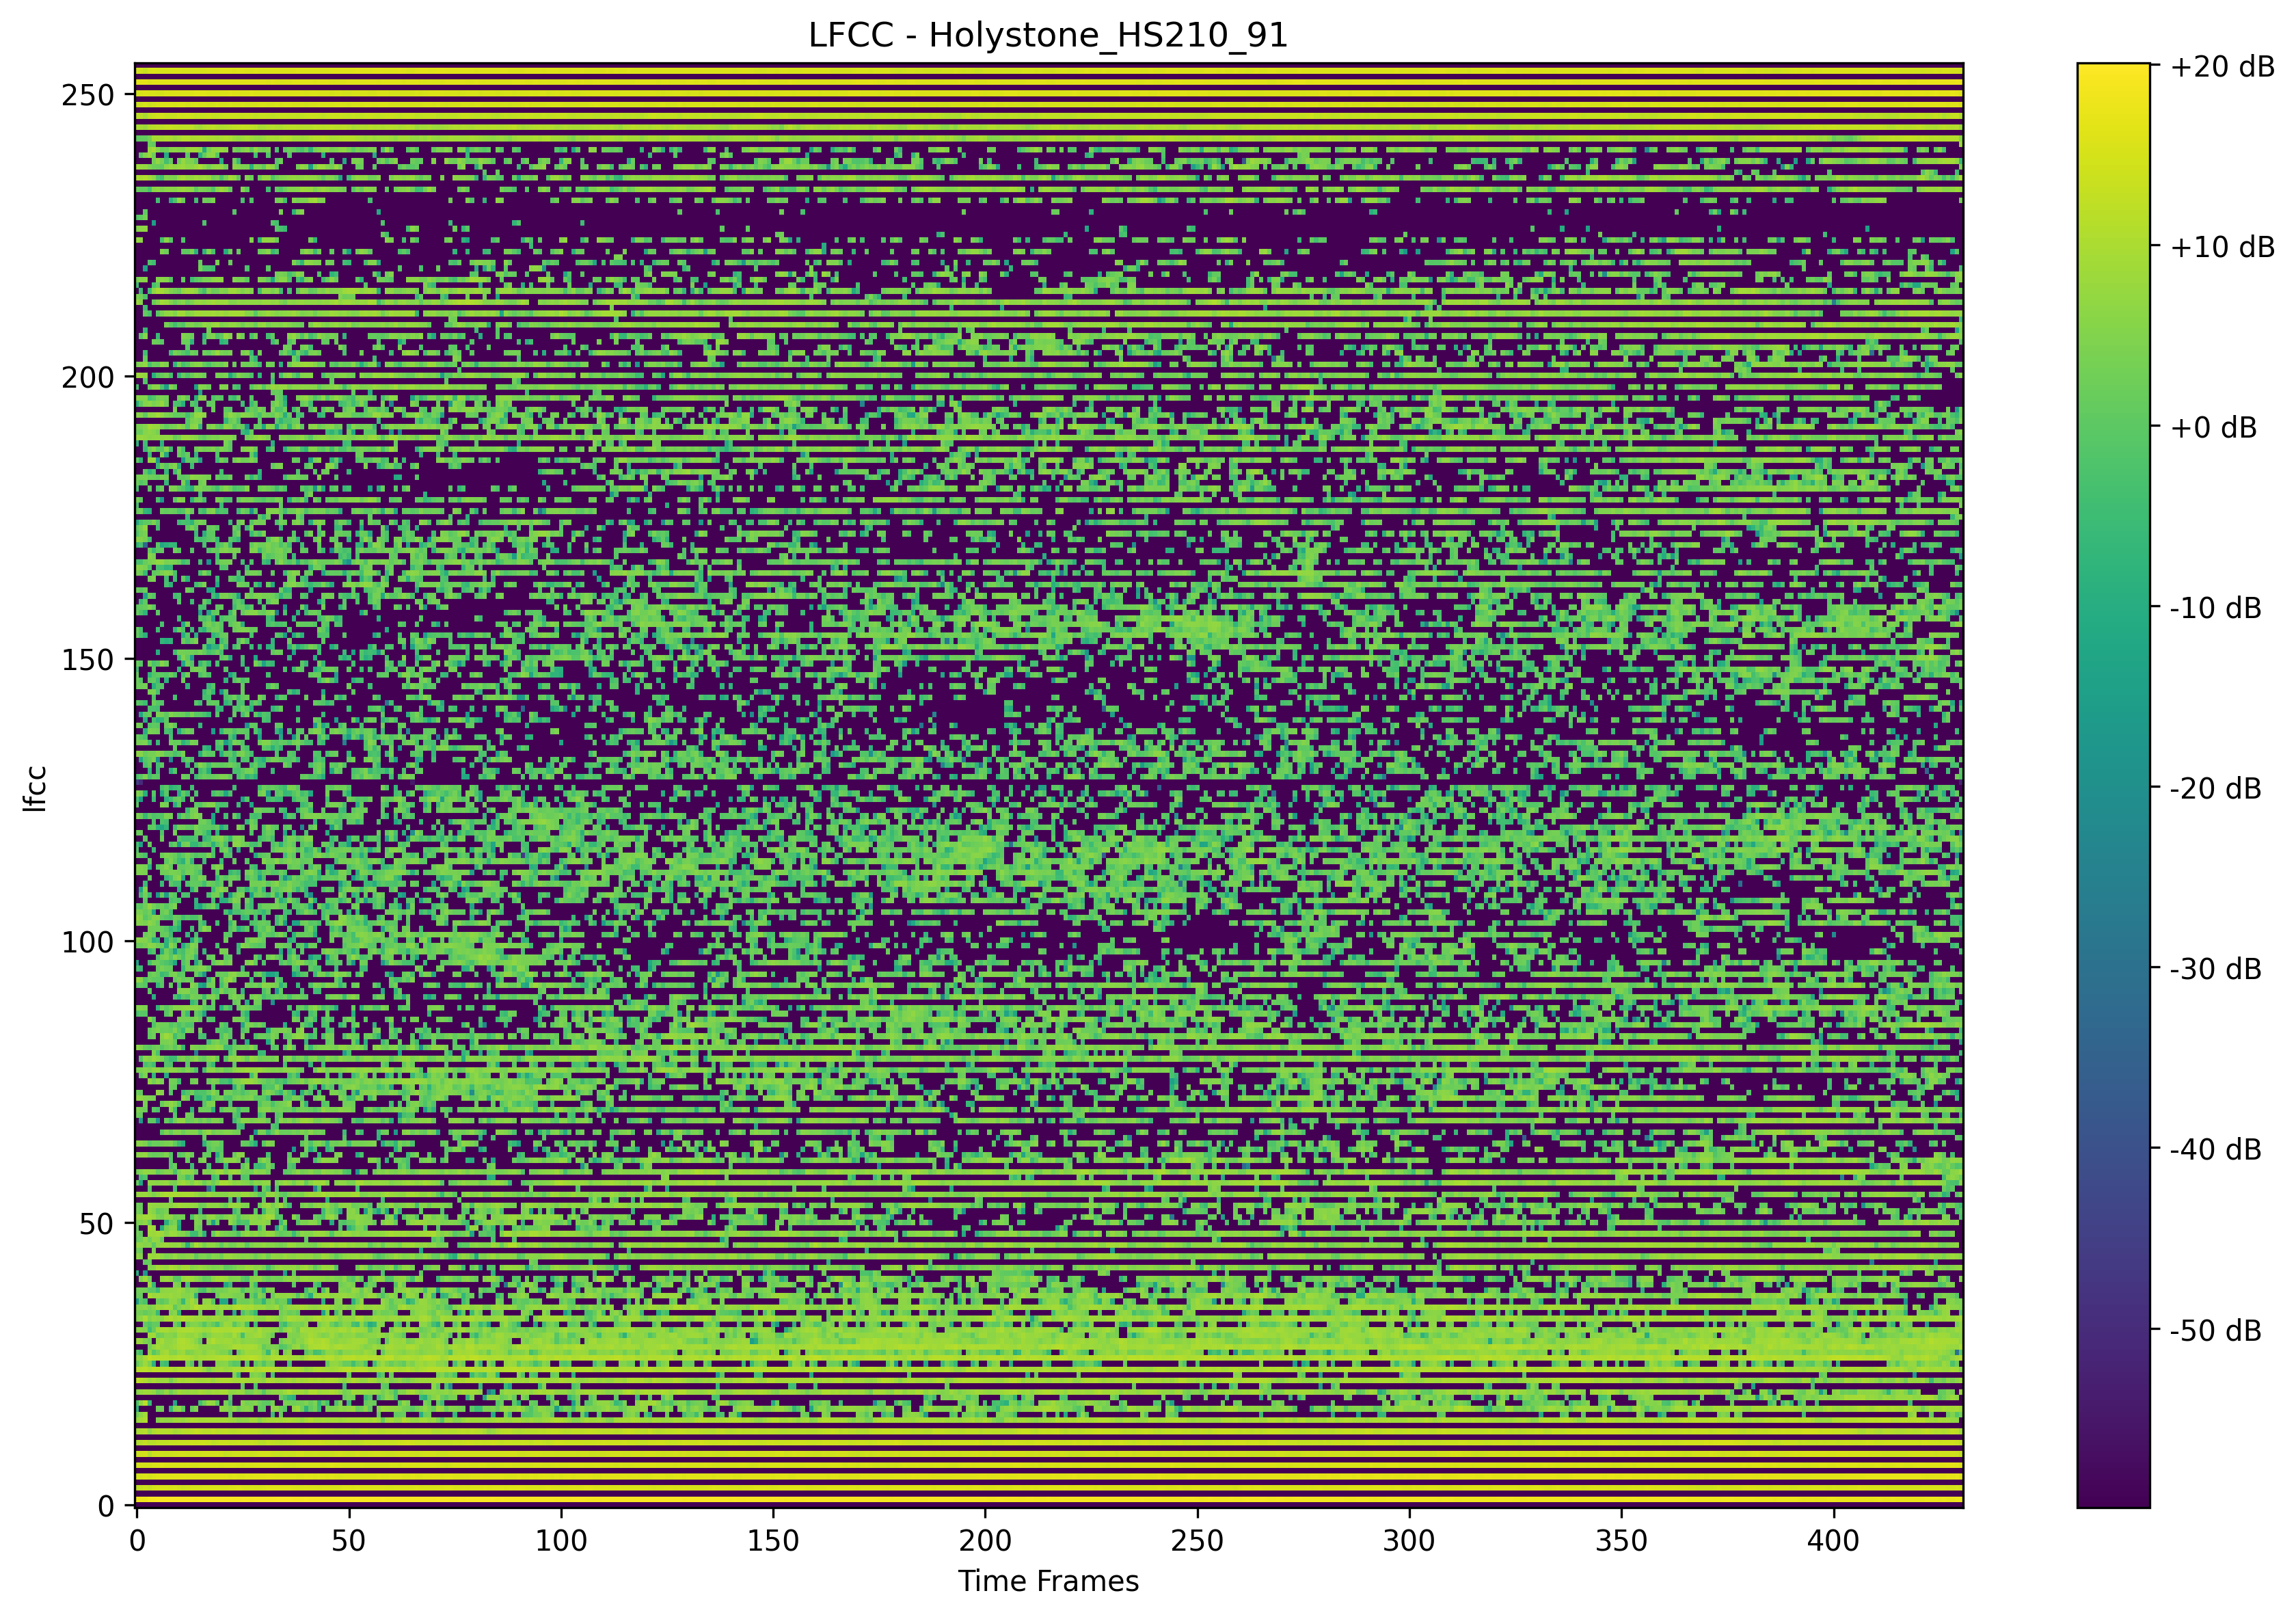 LFCC - Holystone_HS210_91
lfcc
250
200
150
100
50
0
0 50 100 150 200 250 300 350 400
Time Frames
+20 dB
+10 dB
+0 dB
-10 dB
-20 dB
-30 dB
-40 dB
-50 dB